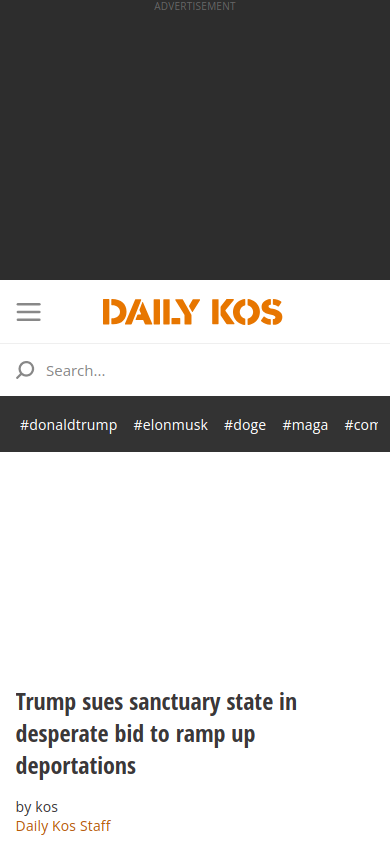 ADVERTISEMENT
DAILY KOS
Search...
#donaldtrump #elonmusk #doge #maga #com
Trump sues sanctuary state in
desperate bid to ramp up
deportations
by kos
Daily Kos Staff